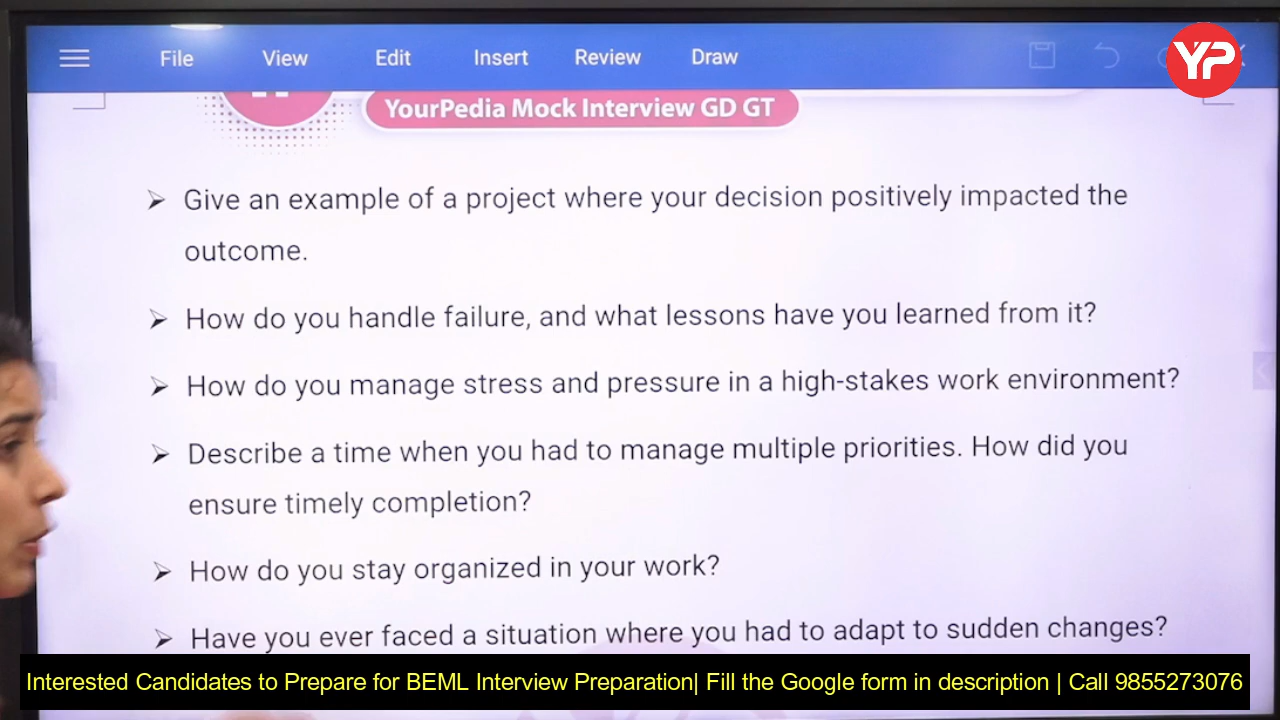 File View Edit Insert Review Draw
YP
YourPedia Mock Interview GD GT
➢ Give an example of a project where your decision positively impacted the
outcome.
➢ How do you handle failure, and what lessons have you learned from it?
➢ How do you manage stress and pressure in a high-stakes work environment?
➢ Describe a time when you had to manage multiple priorities. How did you
ensure timely completion?
➢ How do you stay organized in your work?
➢ Have you ever faced a situation where you had to adapt to sudden changes?
Interested Candidates to Prepare for BEML Interview Preparation| Fill the Google form in description | Call 9855273076